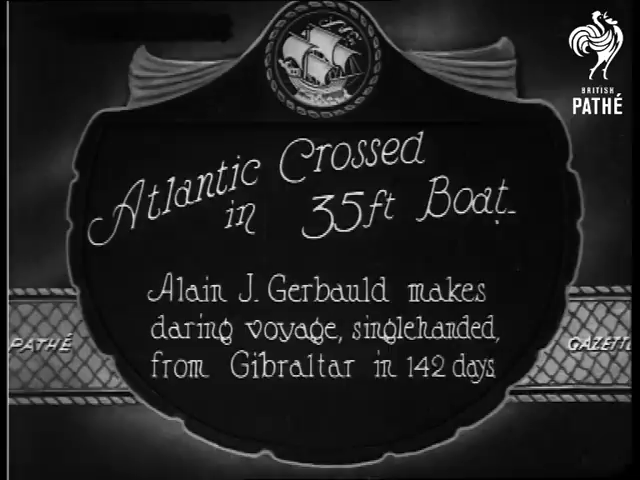 BRITISH
PATHÉ
Atlantic Crossed
in 35ft Boat.
Alain J. Gerbauld makes
daring voyage, singlehanded,
from Gibraltar in 142 days.
PATHÉ
GAZETTE